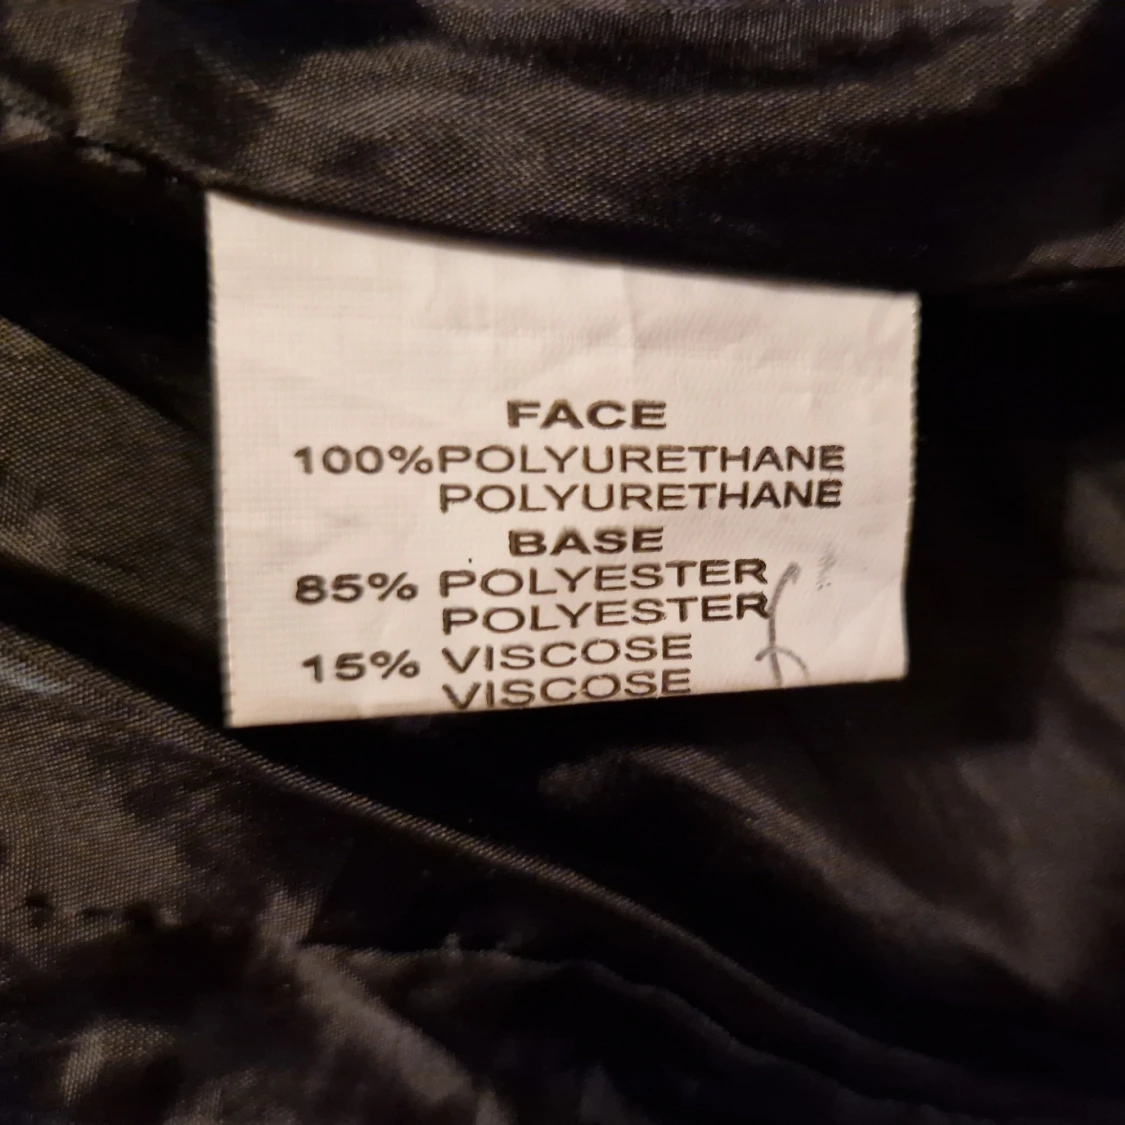 FACE
100%POLYURETHANE
POLYURETHANE
BASE
85% POLYESTER
POLYESTER
15% VISCOSE
VISCOSE